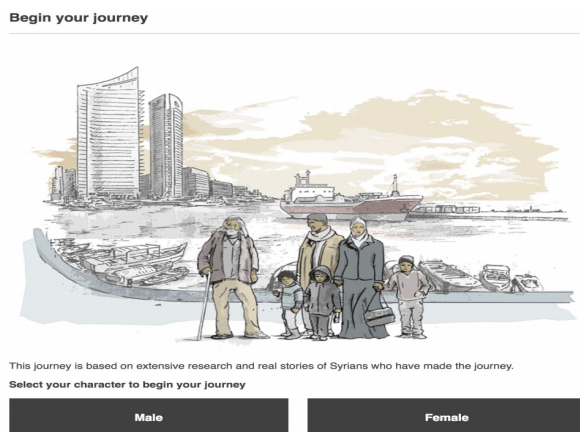 Begin your journey
This journey is based on extensive research and real stories of Syrians who have made the journey.
Select your character to begin your journey
Male
Female